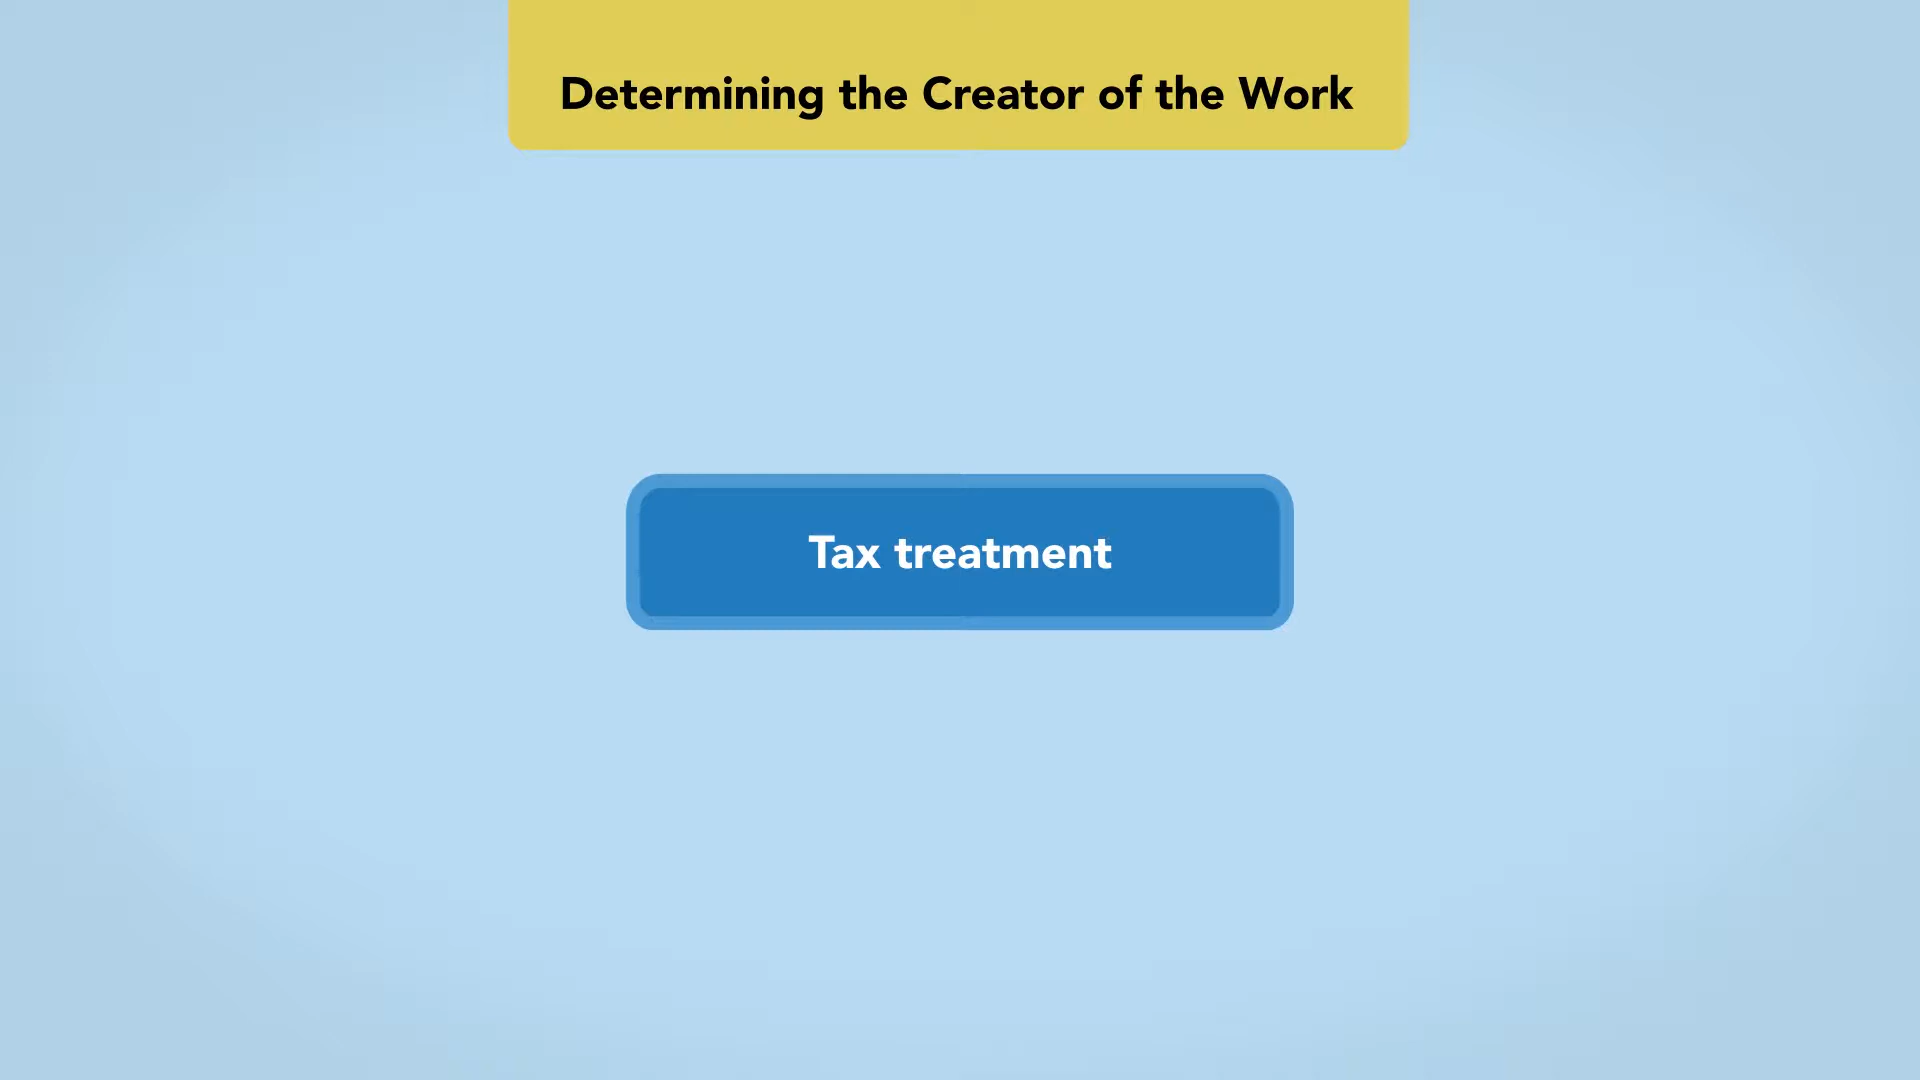 Determining the Creator of the Work
Tax treatment